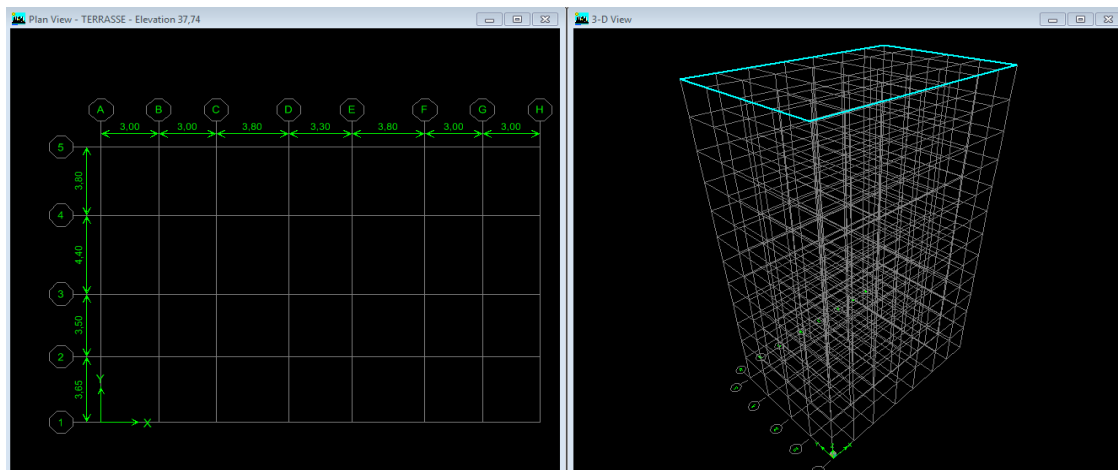 Plan View - TERRASSE - Elevation 37,74
A B C D E F G H
3,00 3,00 3,80 3,30 3,80 3,00 3,00
5
3,80
4
4,40
3
3,50
2
3,65
Y
1
X
3-D View